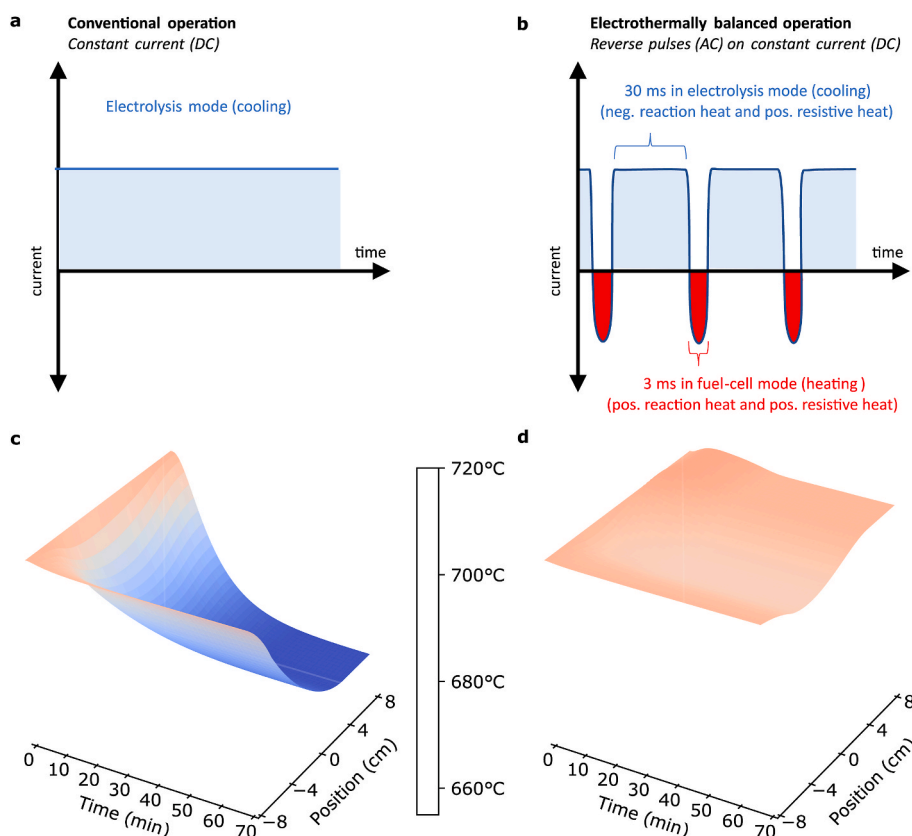 a
Conventional operation
Constant current (DC)
Electrolysis mode (cooling)
time
current
b
Electrothermally balanced operation
Reverse pulses (AC) on constant current (DC)
30 ms in electrolysis mode (cooling)
(neg. reaction heat and pos. resistive heat)
time
current
3 ms in fuel-cell mode (heating )
(pos. reaction heat and pos. resistive heat)
c
0
10
20
30
40
50
60
70
Time (min)
−8
−4
0
4
8
Position (cm)
720°C
700°C
680°C
660°C
d
0
10
20
30
40
50
60
70
Time (min)
−8
−4
0
4
8
Position (cm)